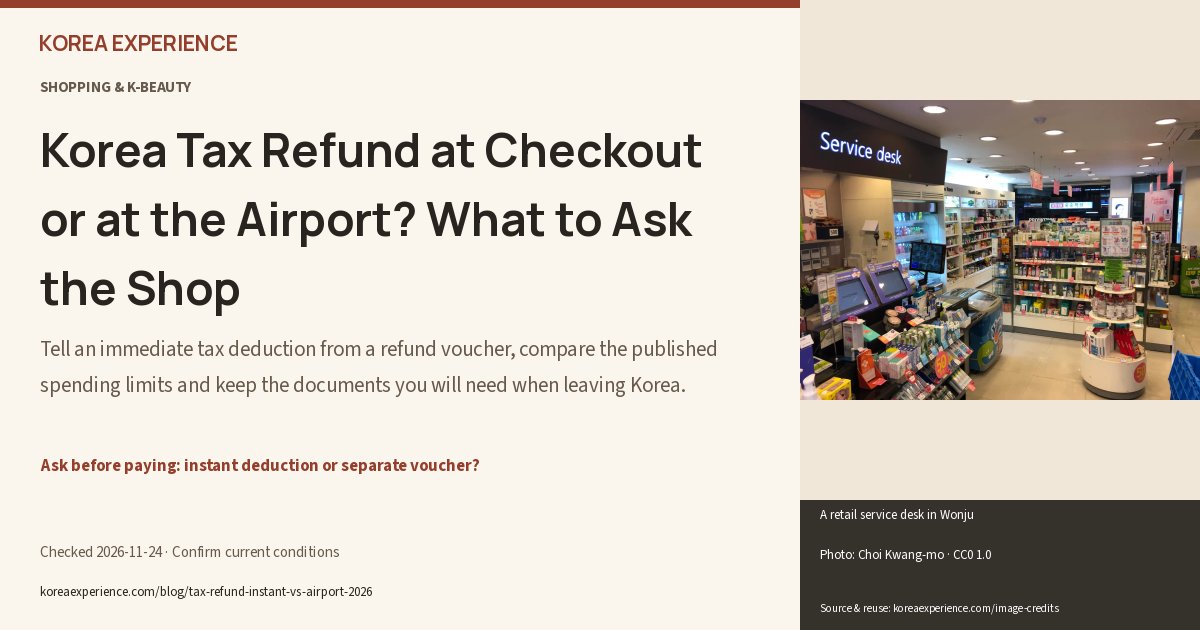 KOREA EXPERIENCE
SHOPPING & K-BEAUTY
Korea Tax Refund at Checkout
or at the Airport? What to Ask
the Shop
Tell an immediate tax deduction from a refund voucher, compare the published
spending limits and keep the documents you will need when leaving Korea.
Ask before paying: instant deduction or separate voucher?
Checked 2026-11-24 · Confirm current conditions
koreaexperience.com/blog/tax-refund-instant-vs-airport-2026
Service desk
A retail service desk in Wonju
Photo: Choi Kwang-mo · CC0 1.0
Source & reuse: koreaexperience.com/image-credits